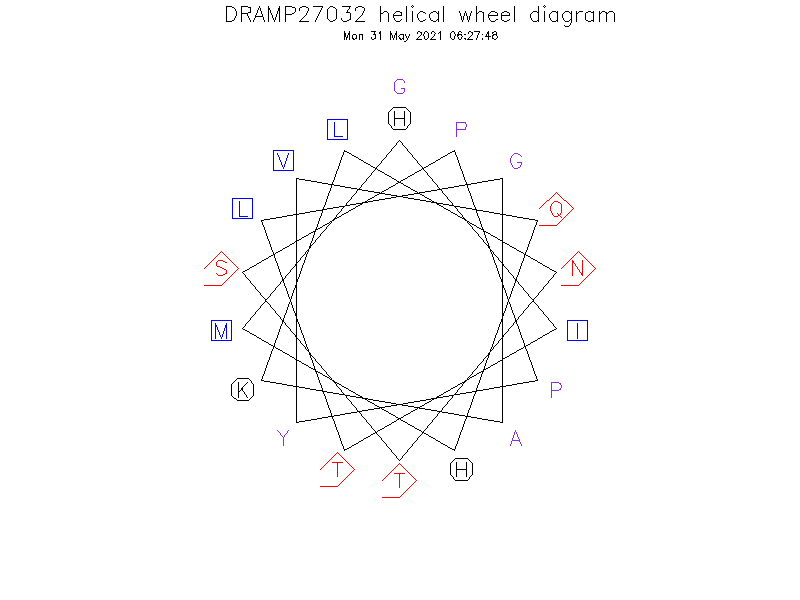 DRAMP27032 helical wheel diagram
Mon 31 May 2021 06:27:48
G
H
L P
V G
L Q
S N
M I
K P
Y A
T T H